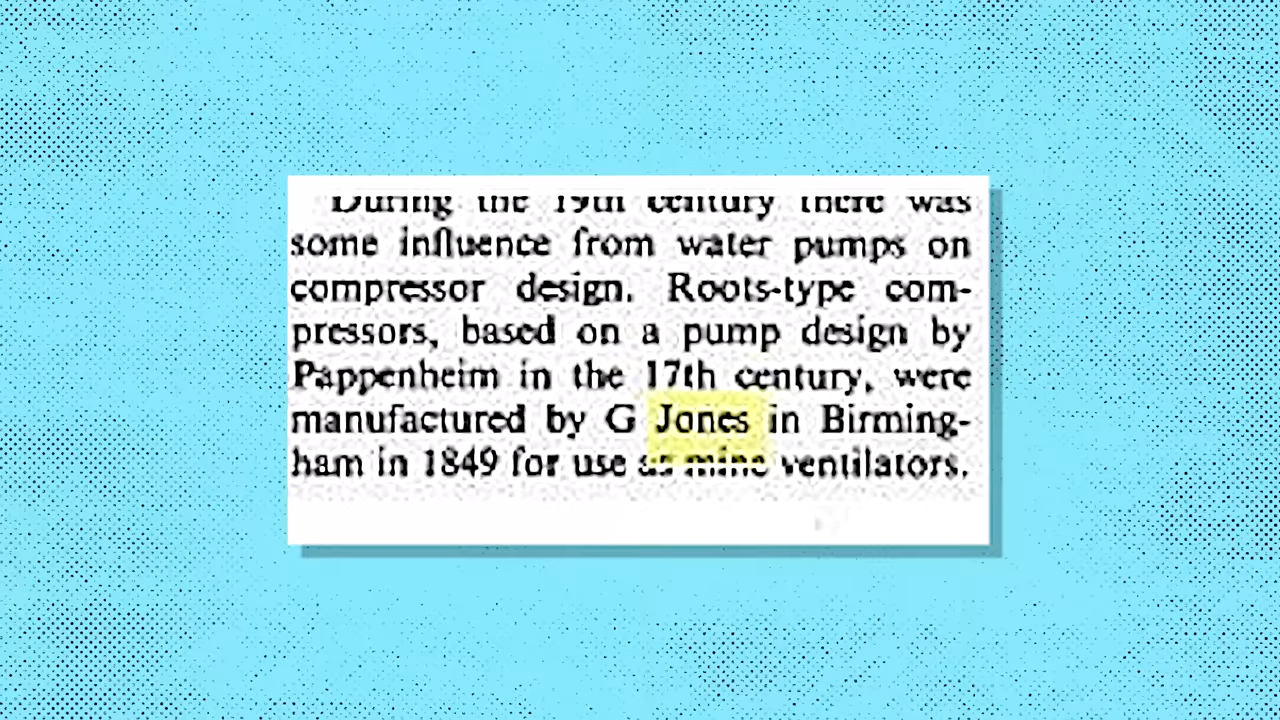 During the 19th century there was
some influence from water pumps on
compressor design. Roots-type com-
pressors, based on a pump design by
Pappenheim in the 17th century, were
manufactured by G Jones in Birming-
ham in 1849 for use as mine ventilators.